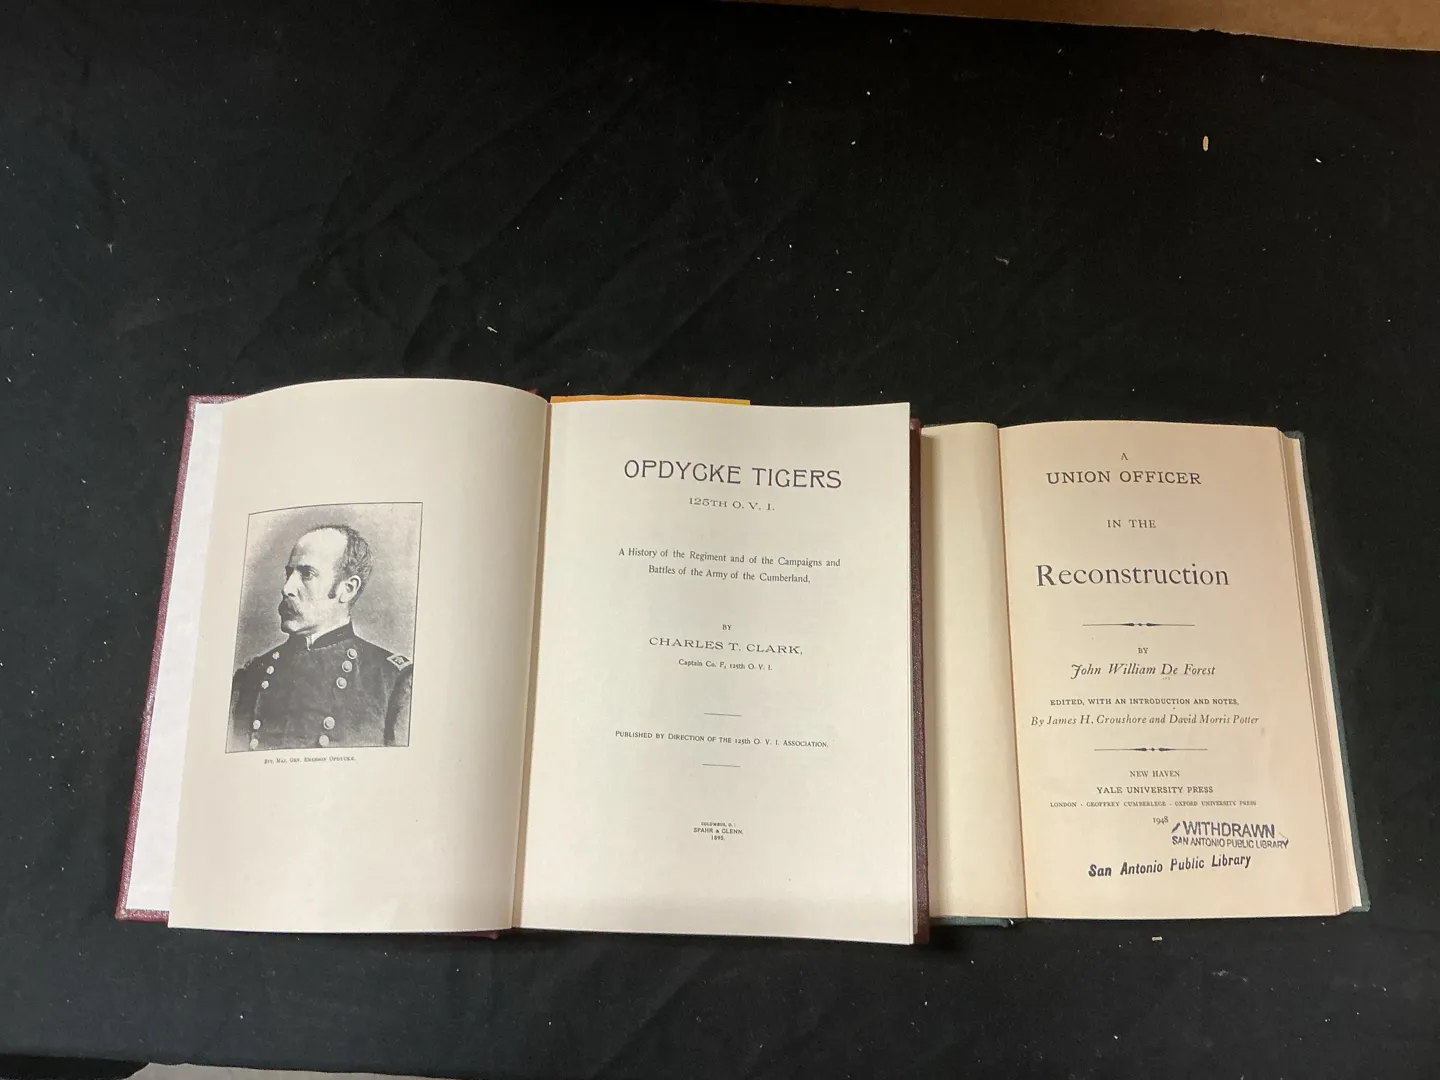 BVT. MAJ. GEN. EMERSON OPDYCKE.
OPDYCKE TIGERS
125TH O. V. I.
A History of the Regiment and of the Campaigns and
Battles of the Army of the Cumberland,
BY
CHARLES T. CLARK,
Captain Co. F, 125th O. V. I.
PUBLISHED BY DIRECTION OF THE 125th O. V. I. ASSOCIATION.
COLUMBUS, O.:
SPAHR & GLENN.
1895.
A
UNION OFFICER
IN THE
Reconstruction
BY
John William De Forest
EDITED, WITH AN INTRODUCTION AND NOTES,
By James H. Croushore and David Morris Potter
NEW HAVEN
YALE UNIVERSITY PRESS
LONDON · GEOFFREY CUMBERLEGE · OXFORD UNIVERSITY PRESS
1948
WITHDRAWN
SAN ANTONIO PUBLIC LIBRARY
San Antonio Public Library